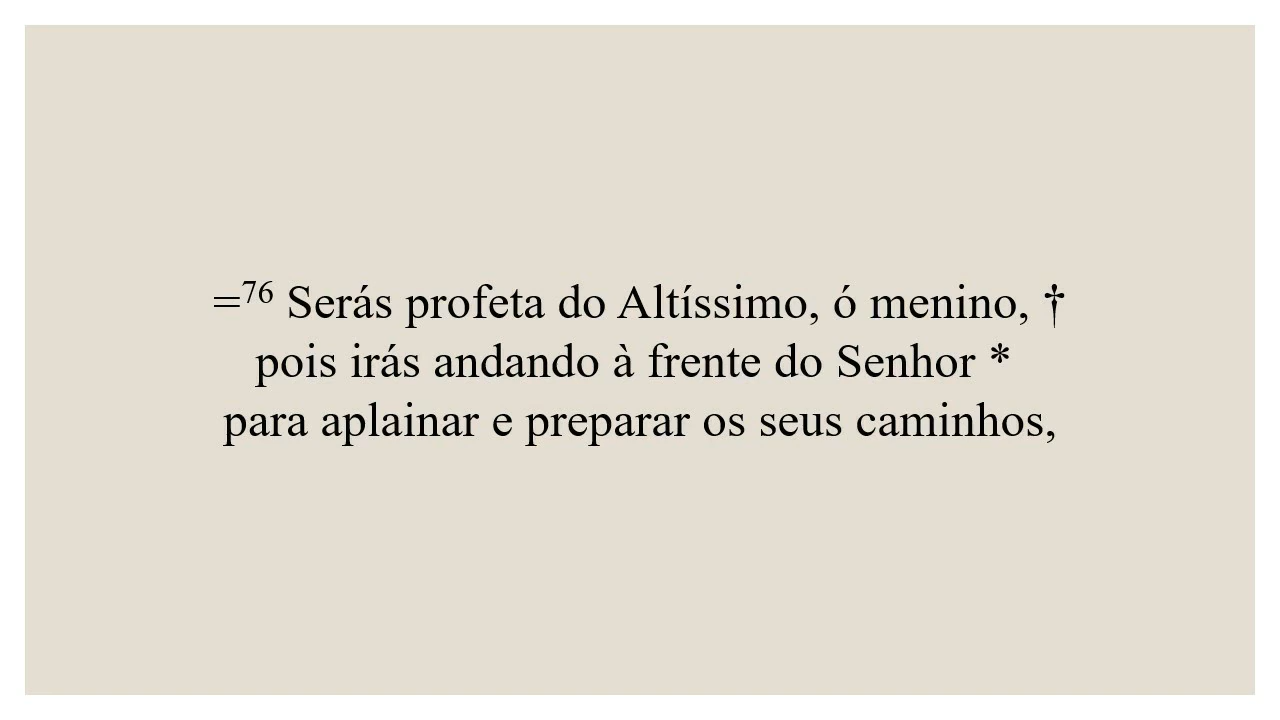 =76 Serás profeta do Altíssimo, ó menino, †
pois irás andando à frente do Senhor *
para aplainar e preparar os seus caminhos,